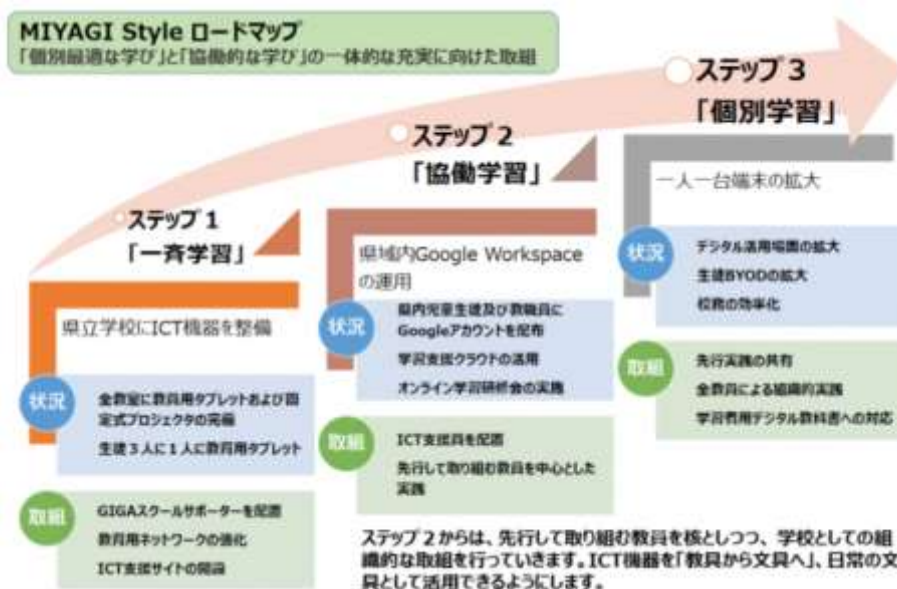 MIYAGI Style ロードマップ
「個別最適な学び」と「協働的な学び」の一体的な充実に向けた取組
ステップ1
「一斉学習」
県立学校にICT機器を整備
状況
全教室に教員用タブレットおよび固
定式プロジェクタの完備
生徒3人に1人に教育用タブレット
取組
GIGAスクールサポーターを配置
教育用ネットワークの強化
ICT支援サイトの開設
ステップ2
「協働学習」
県域内Google Workspace
の運用
状況
県内児童生徒及び教職員に
Googleアカウントを配布
学習支援クラウドの活用
オンライン学習研修会の実施
取組
ICT支援員を配置
先行して取り組む教員を中心とした
実践
ステップ3
「個別学習」
一人一台端末の拡大
状況
デジタル活用場面の拡大
生徒BYODの拡大
校務の効率化
取組
先行実践の共有
全教員による組織的実践
学習者用デジタル教科書への対応
ステップ2からは、先行して取り組む教員を核としつつ、学校としての組
織的な取組を行っていきます。ICT機器を「教具から文具へ」、日常の文
具として活用できるようにします。